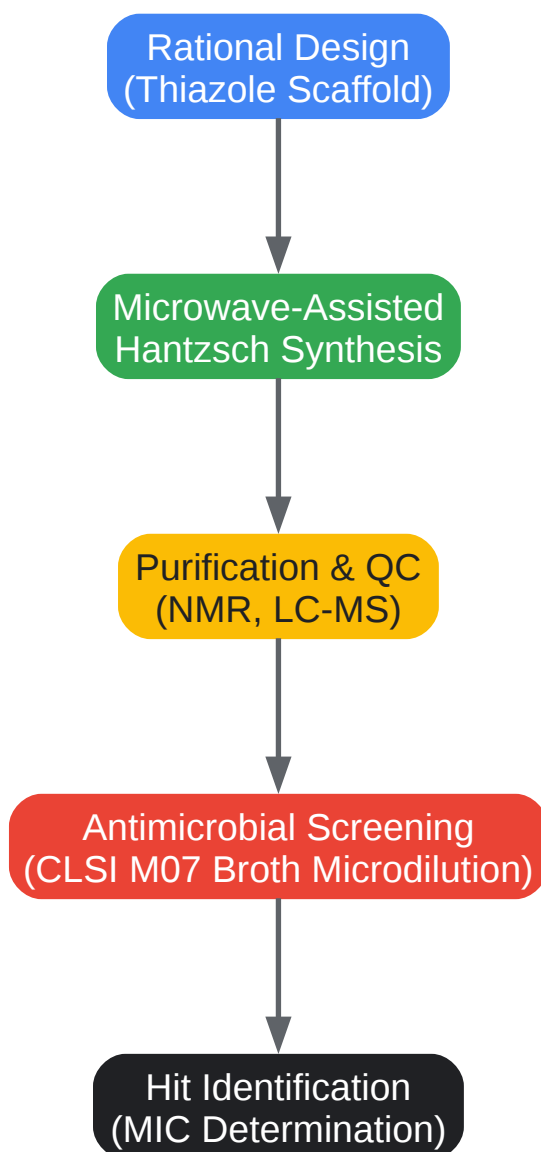 Rational Design
(Thiazole Scaffold)
Microwave-Assisted
Hantzsch Synthesis
Purification & QC
(NMR, LC-MS)
Antimicrobial Screening
(CLSI M07 Broth Microdilution)
Hit Identification
(MIC Determination)